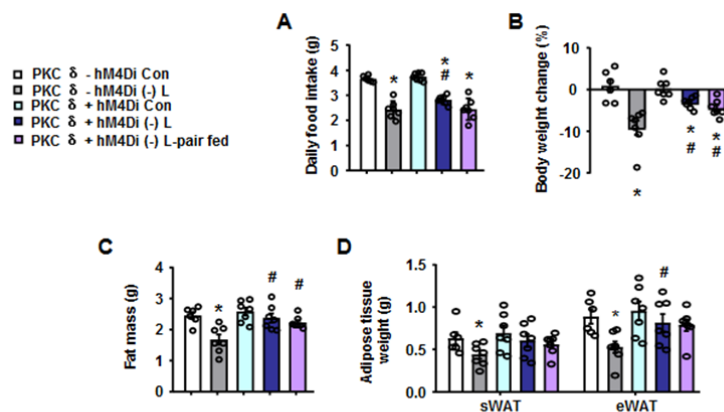 PKC δ - hM4Di Con
PKC δ - hM4Di (-) L
PKC δ + hM4Di Con
PKC δ + hM4Di (-) L
PKC δ + hM4Di (-) L-pair fed
A
Daily food intake (g)
5
4
3
2
1
0
*
*
#
*
B
Body weight change (%)
10
0
-10
-20
*
*
#
*
#
C
Fat mass (g)
4
3
2
1
0
*
#
#
D
Adipose tissue
weight (g)
1.5
1.0
0.5
0.0
*
*
#
sWAT
eWAT